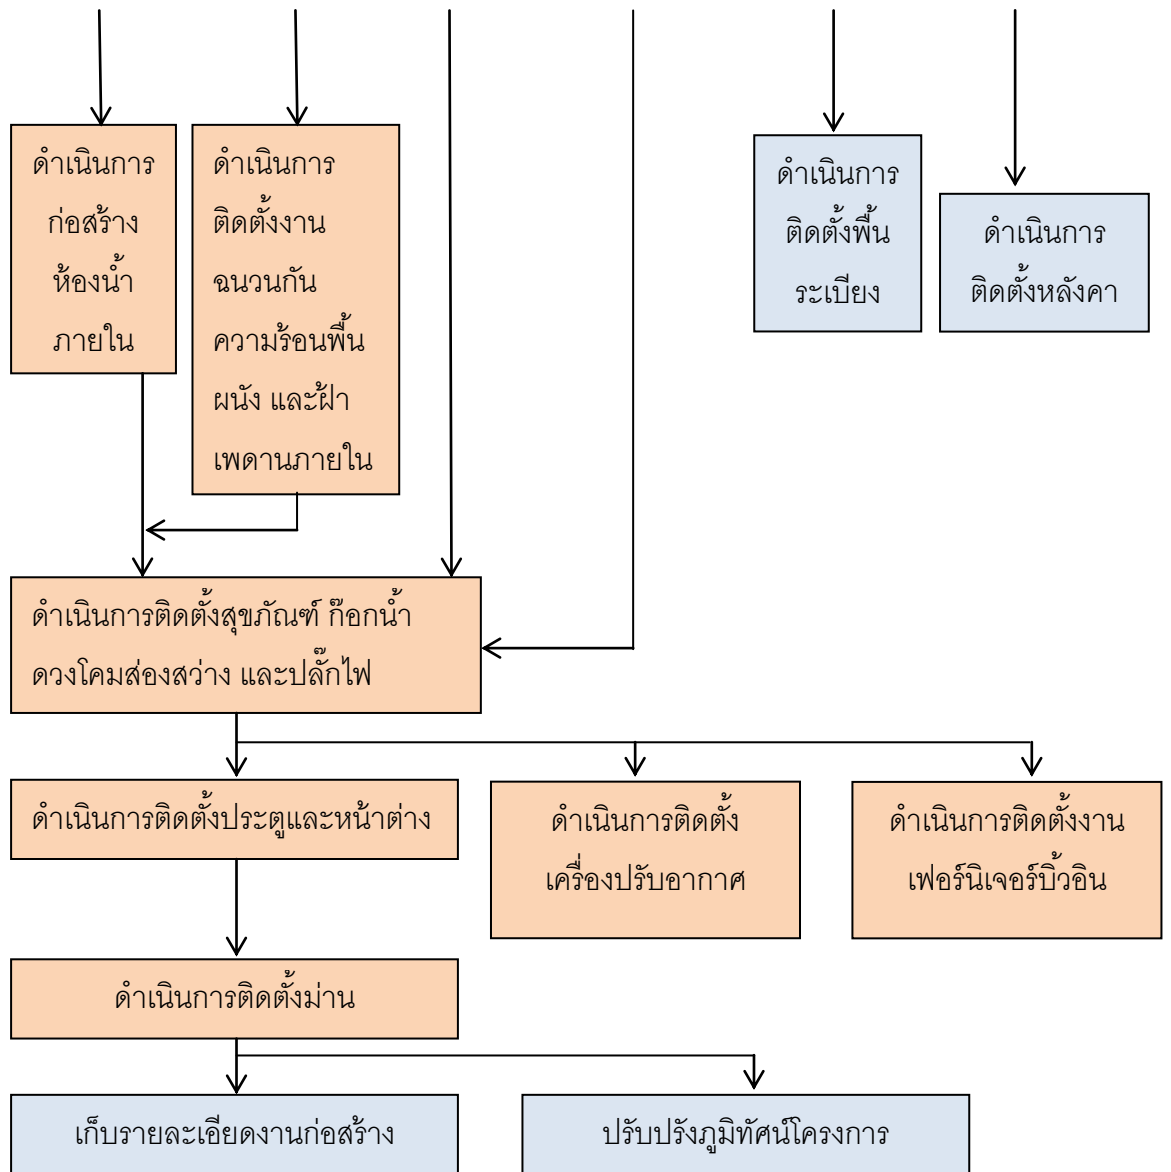 ดำเนินการ
ก่อสร้าง
ห้องน้ำ
ภายใน
ดำเนินการ
ติดตั้งงาน
ฉนวนกัน
ความร้อนพื้น
ผนัง และฝ้า
เพดานภายใน
ดำเนินการ
ติดตั้งพื้น
ระเบียง
ดำเนินการ
ติดตั้งหลังคา
ดำเนินการติดตั้งสุขภัณฑ์ ก๊อกน้ำ
ดวงโคมส่องสว่าง และปลั๊กไฟ
ดำเนินการติดตั้งประตูและหน้าต่าง
ดำเนินการติดตั้ง
เครื่องปรับอากาศ
ดำเนินการติดตั้งงาน
เฟอร์นิเจอร์บิ้วอิน
ดำเนินการติดตั้งม่าน
เก็บรายละเอียดงานก่อสร้าง
ปรับปรังภูมิทัศน์โครงการ